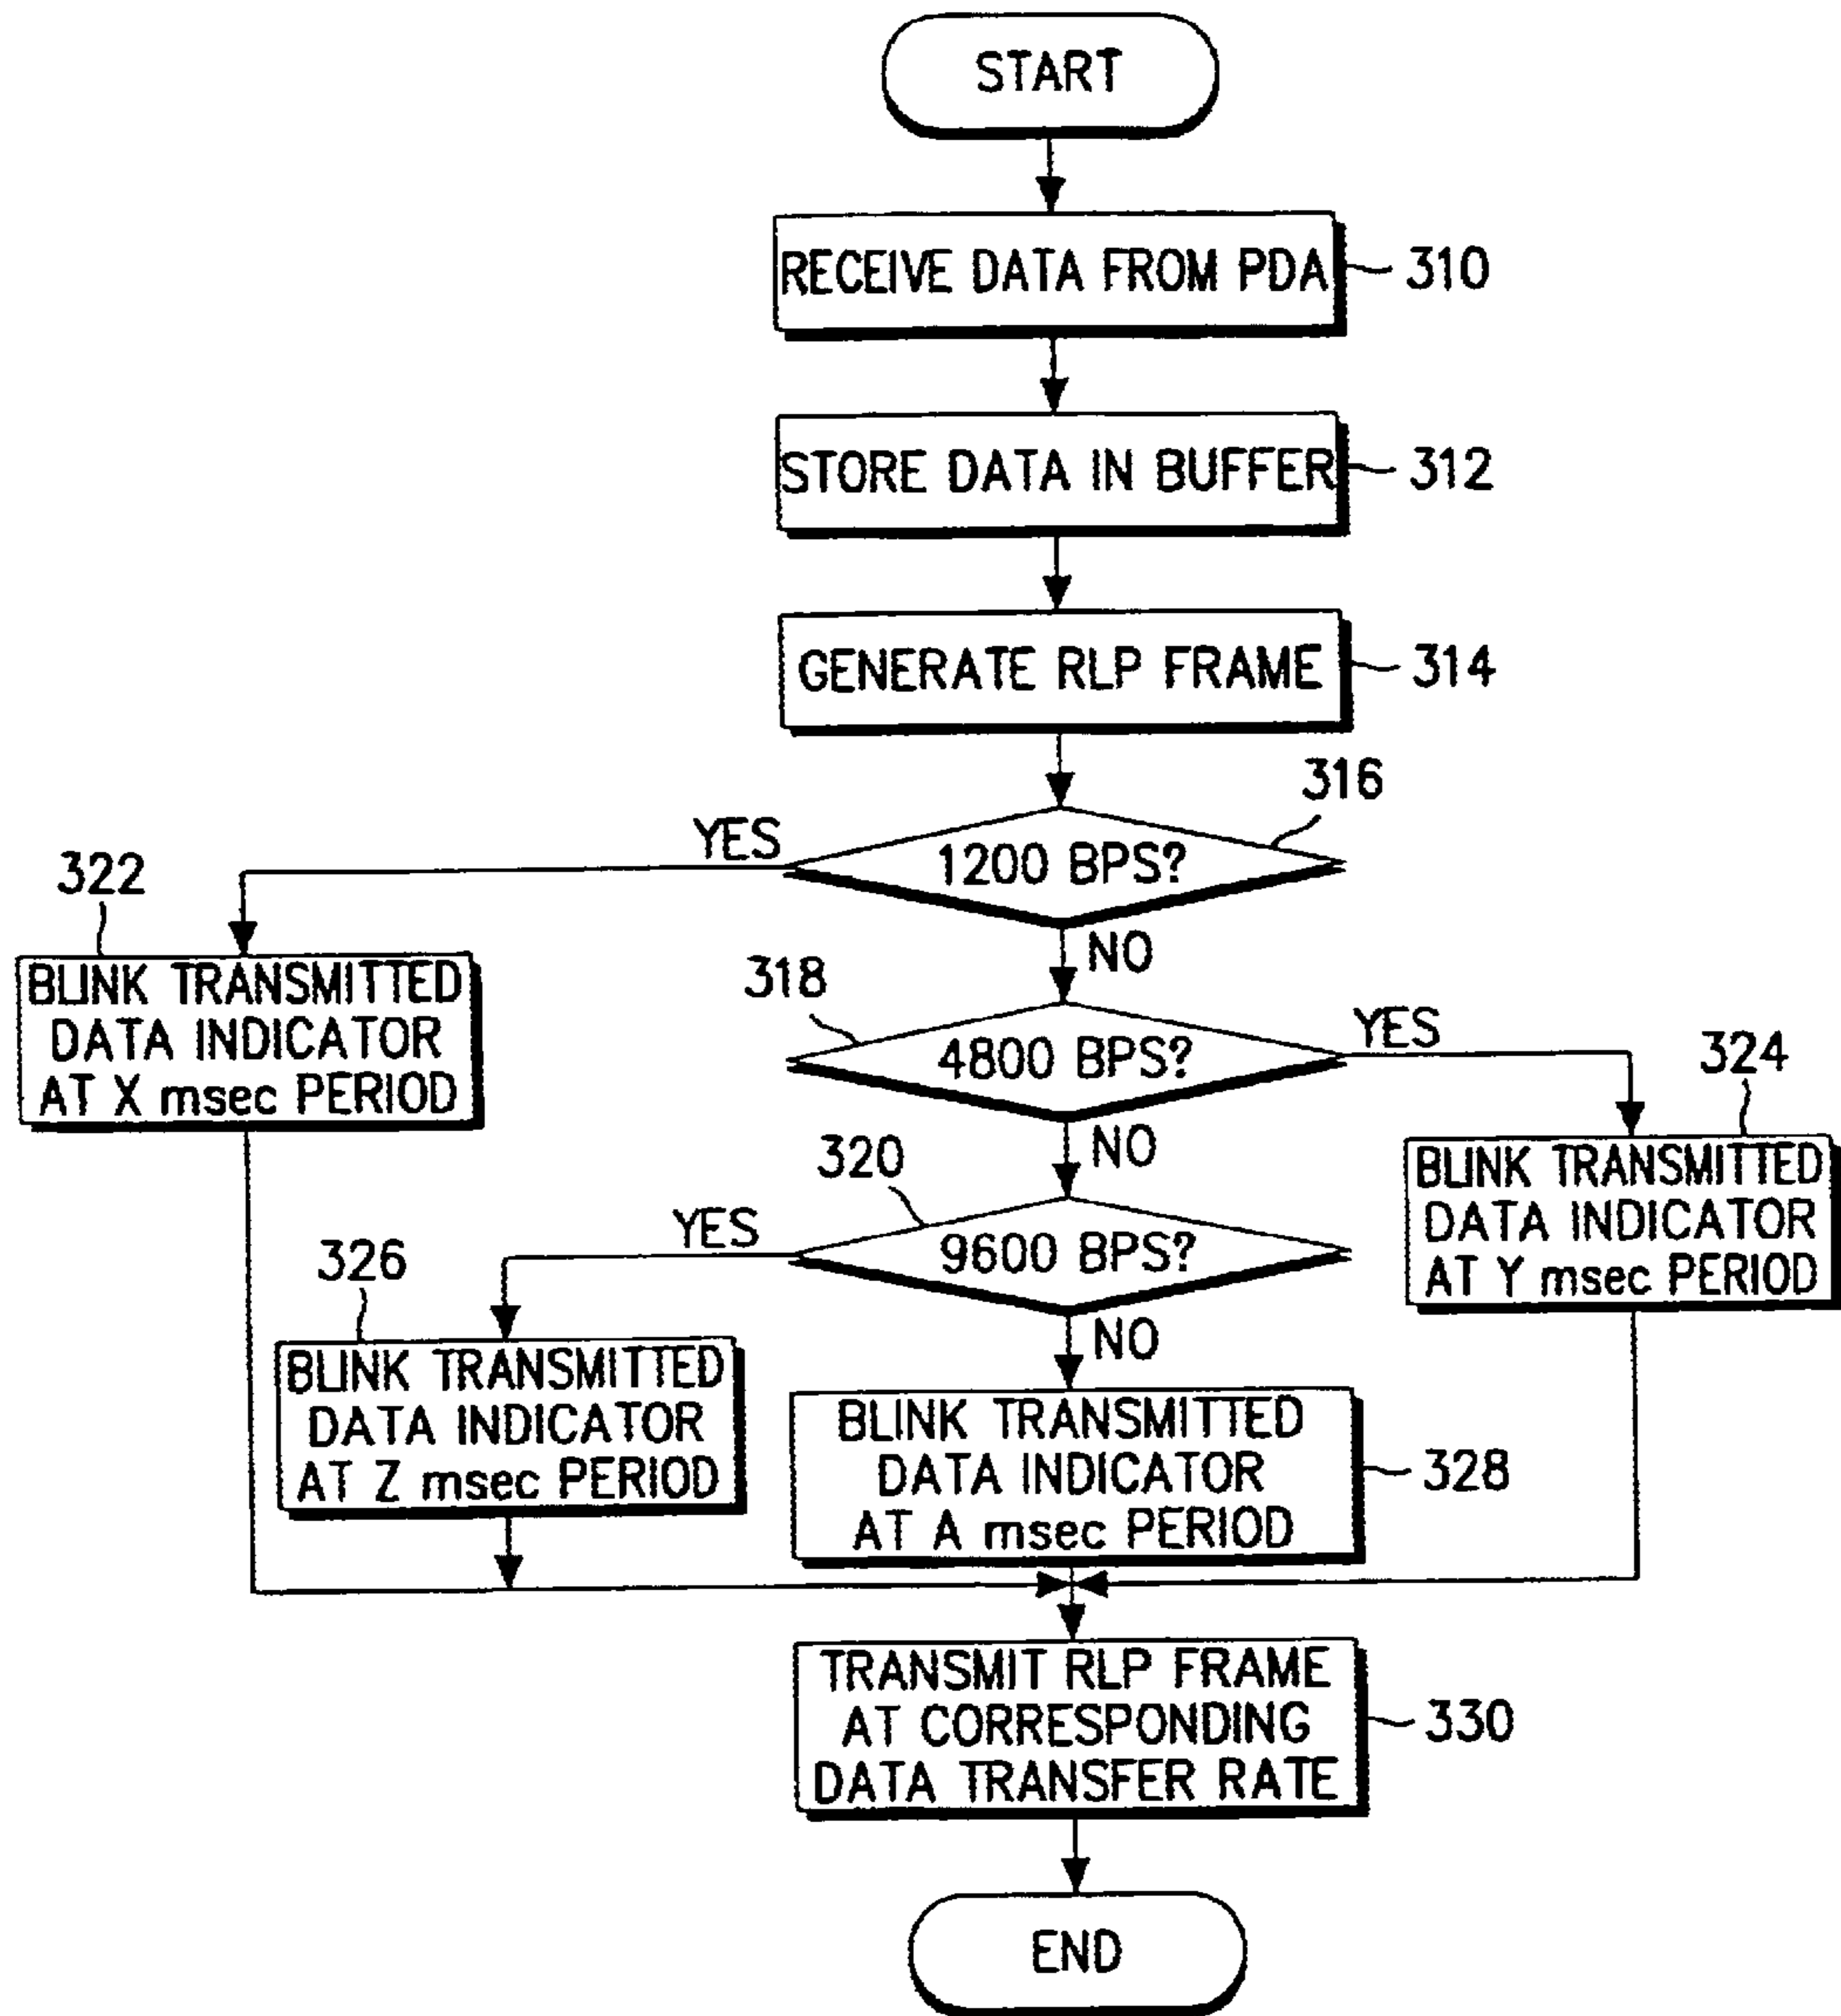 START
RECEIVE DATA FROM PDA
310
STORE DATA IN BUFFER
312
GENERATE RLP FRAME
314
316
1200 BPS?
YES
NO
322
BLINK TRANSMITTED
DATA INDICATOR
AT X msec PERIOD
318
4800 BPS?
YES
NO
324
BLINK TRANSMITTED
DATA INDICATOR
AT Y msec PERIOD
320
9600 BPS?
YES
NO
326
BLINK TRANSMITTED
DATA INDICATOR
AT Z msec PERIOD
BLINK TRANSMITTED
DATA INDICATOR
AT A msec PERIOD
328
TRANSMIT RLP FRAME
AT CORRESPONDING
DATA TRANSFER RATE
330
END